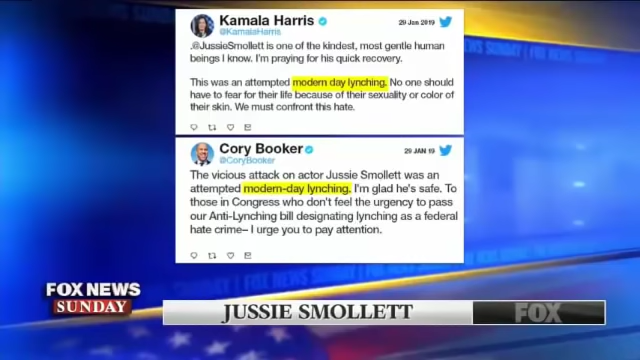 Kamala Harris
@KamalaHarris
29 Jan 2019
.@JussieSmollett is one of the kindest, most gentle human
beings I know. I'm praying for his quick recovery.
This was an attempted modern day lynching. No one should
have to fear for their life because of their sexuality or color of
their skin. We must confront this hate.
Cory Booker
@CoryBooker
29 JAN 19
The vicious attack on actor Jussie Smollett was an
attempted modern-day lynching. I'm glad he's safe. To
those in Congress who don't feel the urgency to pass
our Anti-Lynching bill designating lynching as a federal
hate crime– I urge you to pay attention.
FOX NEWS
SUNDAY
JUSSIE SMOLLETT
FOX